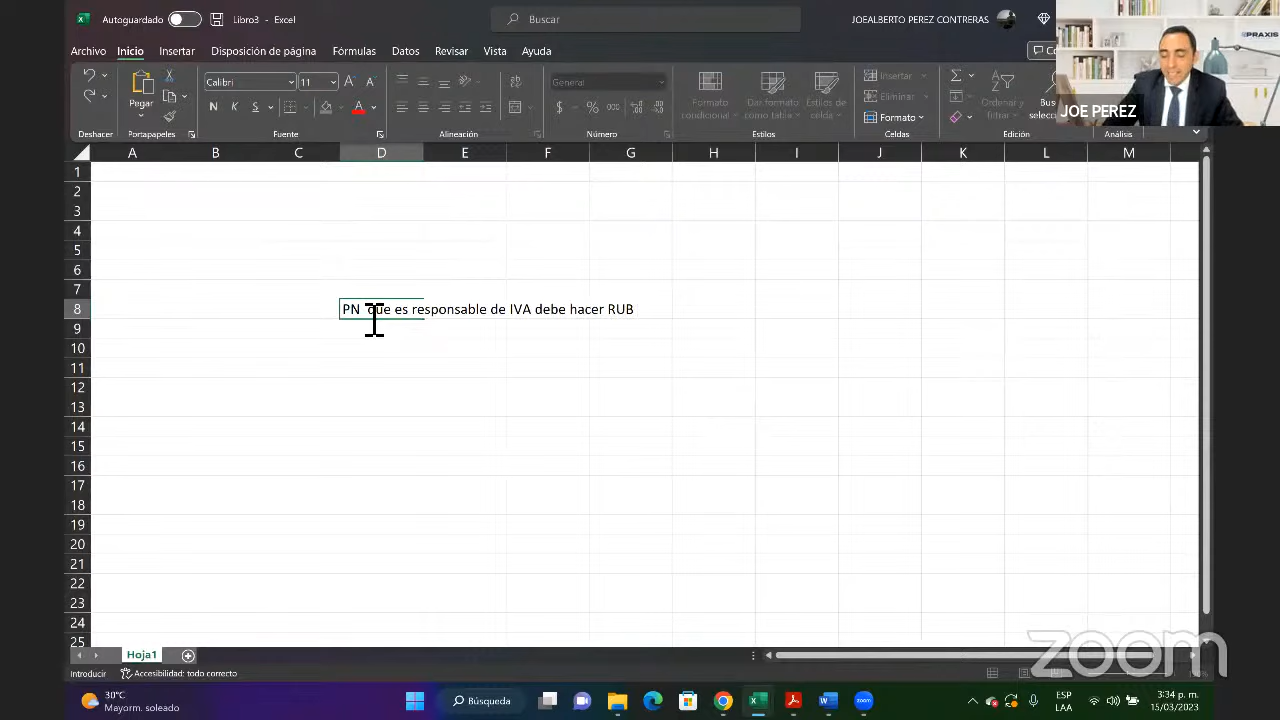 Autoguardado
Libro3 - Excel
Buscar
JOEALBERTO PEREZ CONTRERAS
Archivo Inicio Insertar Disposición de página Fórmulas Datos Revisar Vista Ayuda
Pegar
Calibri 11
N K S
General
$ % 000
Formato condicional
Dar formato como tabla
Estilos de celdas
Insertar
Eliminar
Formato
Ordenar y
Deshacer Portapapeles Fuente Alineación Número Estilos Celdas Edición Análisis
PRAXIS
JOE PEREZ
A B C D E F G H I J K L M
1
2
3
4
5
6
7
8 PN que es responsable de IVA debe hacer RUB
9
10
11
12
13
14
15
16
17
18
19
20
21
22
23
24
25
Hoja1
zoom
Introducir Accesibilidad: todo correcto
30°C
Mayorm. soleado
Búsqueda
zoom
ESP
LAA
3:34 p. m.
15/03/2023